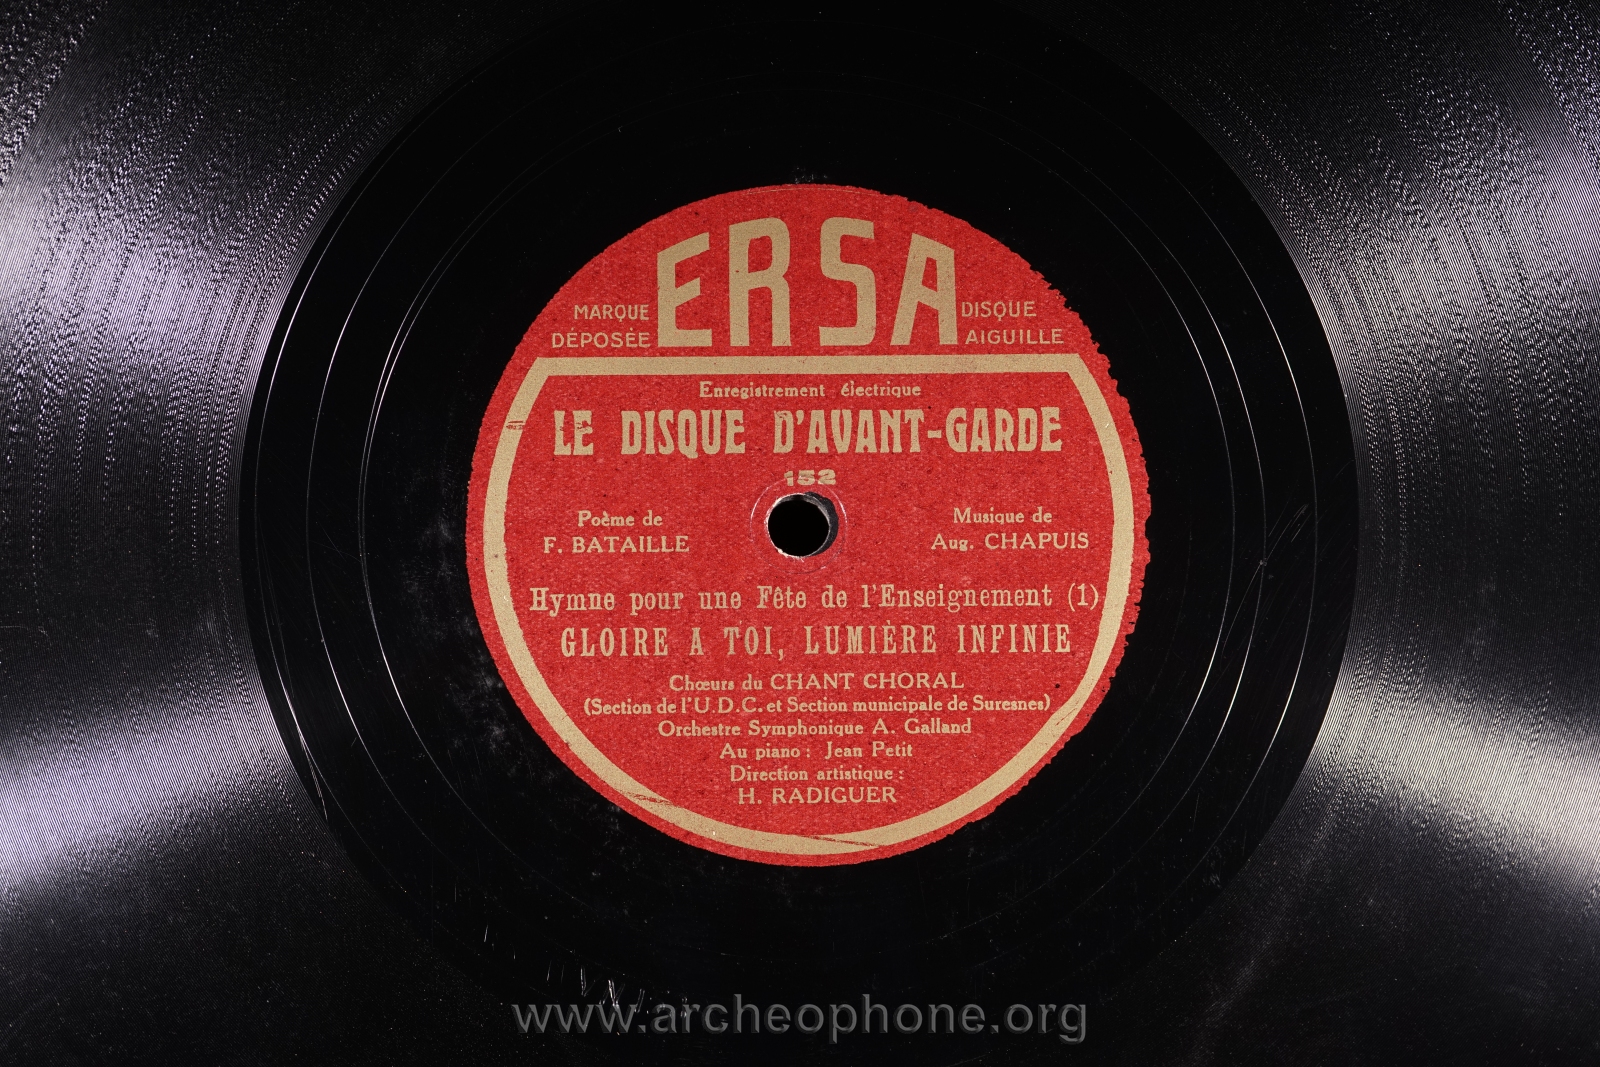 ERSA
MARQUE DÉPOSÉE
DISQUE AIGUILLE
Enregistrement électrique
LE DISQUE D'AVANT-GARDE
152
Poème de
F. BATAILLE
Musique de
Aug. CHAPUIS
Hymne pour une Fête de l'Enseignement (1)
GLOIRE A TOI, LUMIÈRE INFINIE
Chœurs du CHANT CHORAL
(Section de l'U.D.C. et Section municipale de Suresnes)
Orchestre Symphonique A. Galland
Au piano : Jean Petit
Direction artistique :
H. RADIGUER
www.archeophone.org